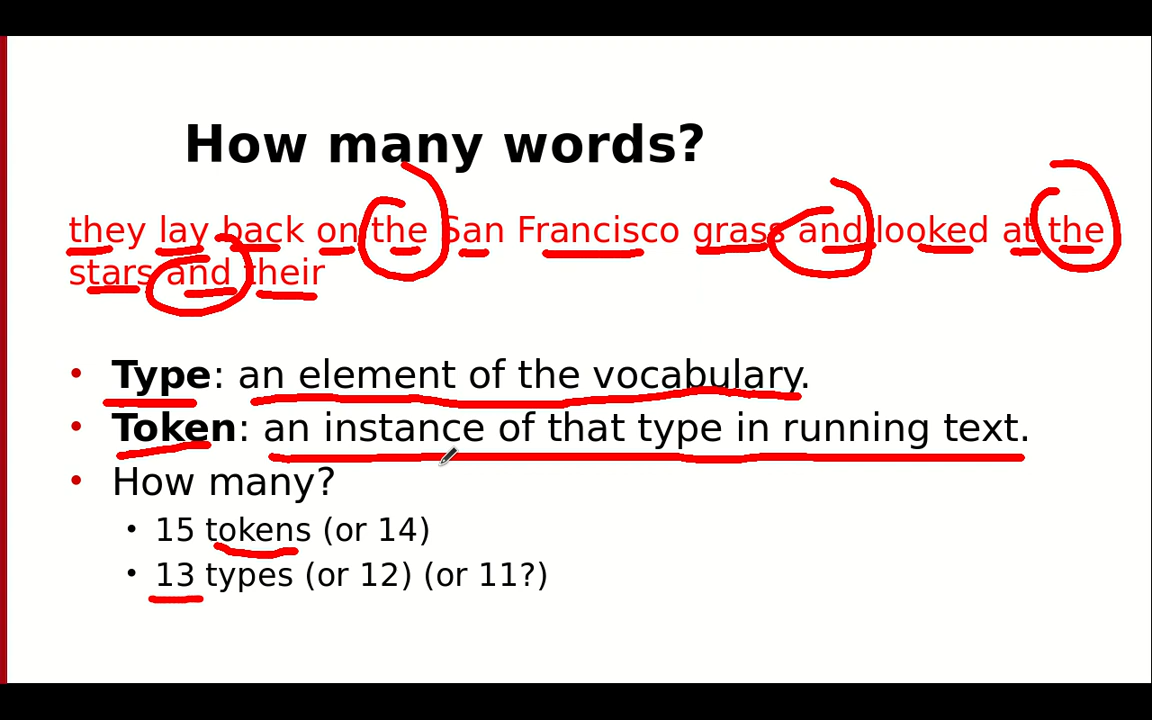 How many words?
they lay back on the San Francisco grass and looked at the
stars and their
• Type: an element of the vocabulary.
• Token: an instance of that type in running text.
• How many?
• 15 tokens (or 14)
• 13 types (or 12) (or 11?)